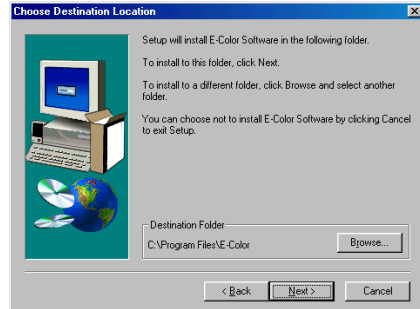 Choose Destination Location
Setup will install E-Color Software in the following folder.
To install to this folder, click Next.
To install to a different folder, click Browse and select another
folder.
You can choose not to install E-Color Software by clicking Cancel
to exit Setup.
Destination Folder
C:\Program Files\E-Color
Browse...
< Back
Next >
Cancel